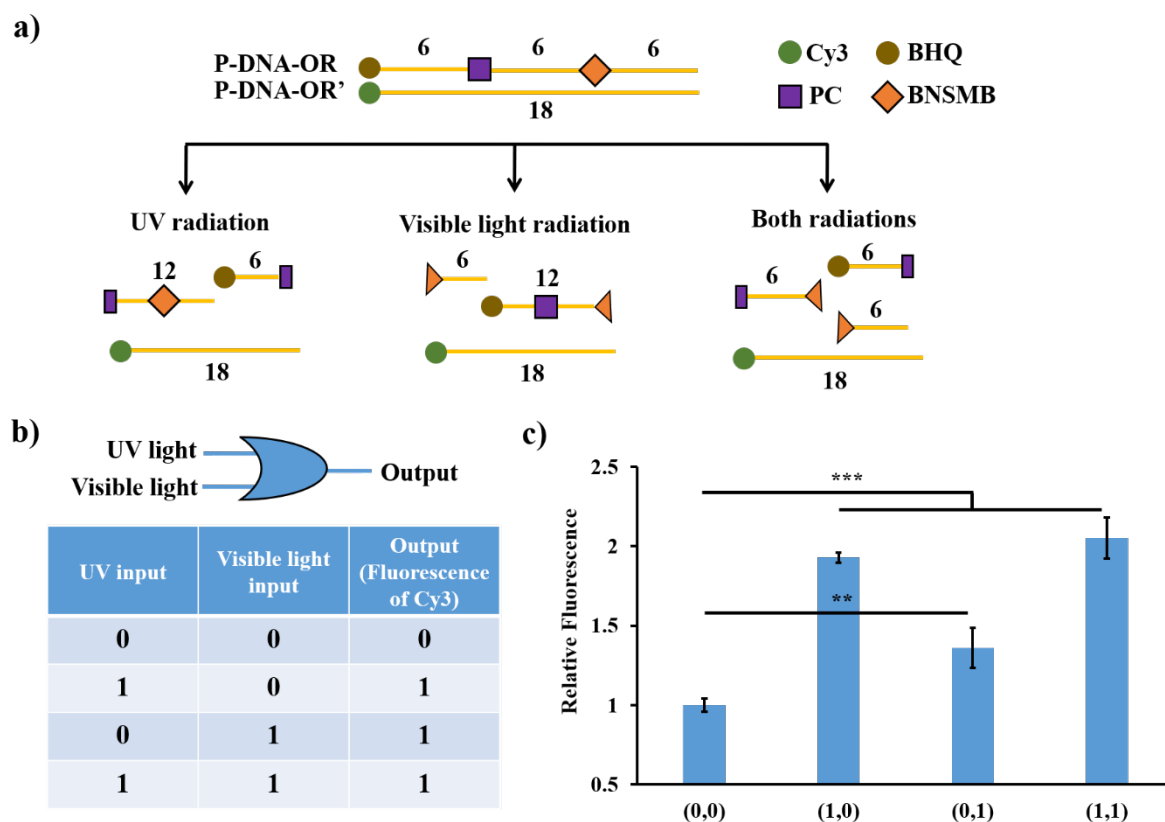 a)
6 6 6
P-DNA-OR
P-DNA-OR’
18
Cy3 BHQ
PC BNSMB
UV radiation
12 6
18
Visible light radiation
6
12
18
Both radiations
6
6
6
18
b)
UV light
Visible light
Output
UV input Visible light input Output (Fluorescence of Cy3)
0 0 0
1 0 1
0 1 1
1 1 1
c)
Relative Fluorescence
2.5
2
1.5
1
0.5
***
**
(0,0) (1,0) (0,1) (1,1)